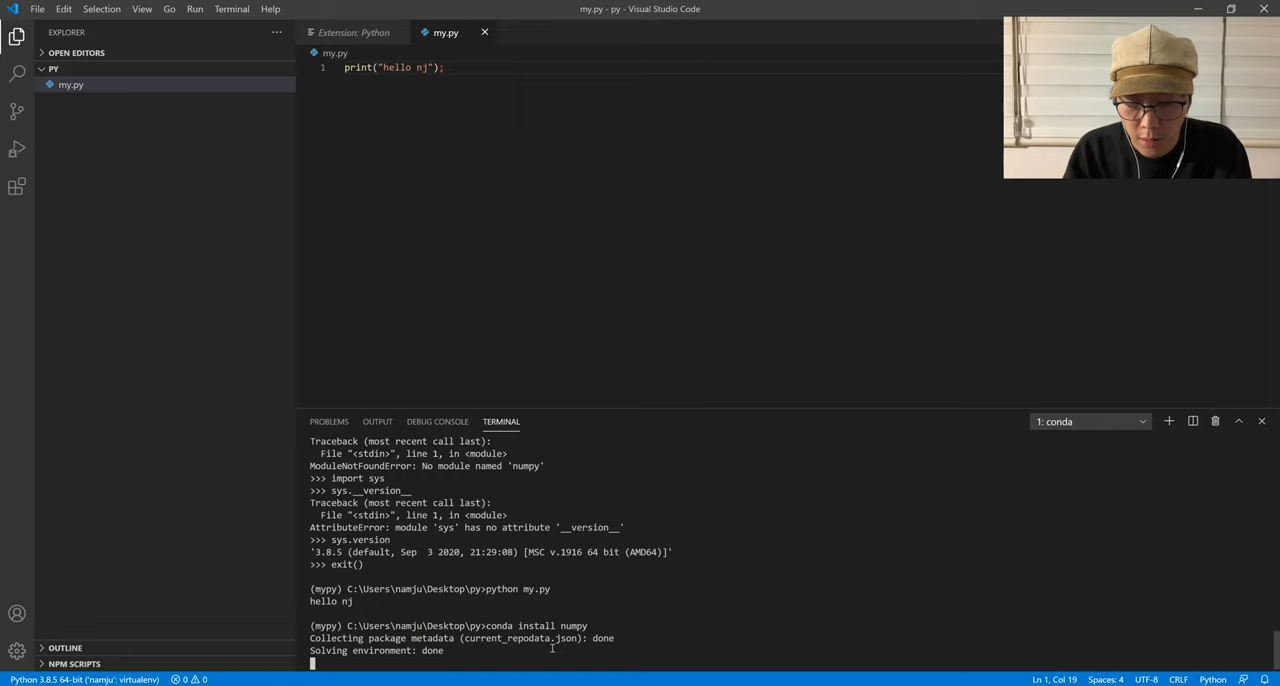 File Edit Selection View Go Run Terminal Help
my.py - py - Visual Studio Code
EXPLORER
OPEN EDITORS
PY
my.py
OUTLINE
NPM SCRIPTS
Extension: Python
my.py
my.py
1 print("hello nj");
PROBLEMS OUTPUT DEBUG CONSOLE TERMINAL
1: conda
Traceback (most recent call last):
File "<stdin>", line 1, in <module>
ModuleNotFoundError: No module named 'numpy'
>>> import sys
>>> sys.__version__
Traceback (most recent call last):
File "<stdin>", line 1, in <module>
AttributeError: module 'sys' has no attribute '__version__'
>>> sys.version
'3.8.5 (default, Sep  3 2020, 21:29:08) [MSC v.1916 64 bit (AMD64)]'
>>> exit()
(mypy) C:\Users\namju\Desktop\py>python my.py
hello nj
(mypy) C:\Users\namju\Desktop\py>conda install numpy
Collecting package metadata (current_repodata.json): done
Solving environment: done
Python 3.8.5 64-bit ('namju': virtualenv) 0 0
Ln 1, Col 19 Spaces: 4 UTF-8 CRLF Python